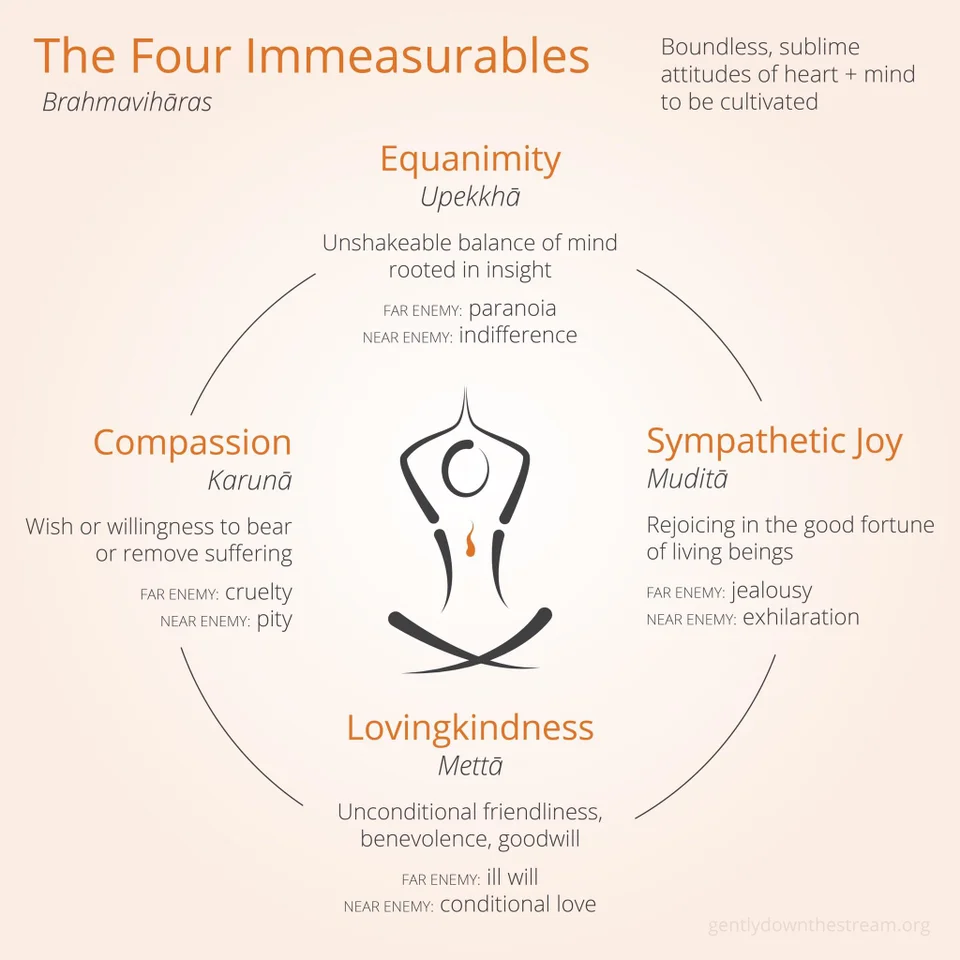 The Four Immeasurables
Brahmavihāras
Boundless, sublime
attitudes of heart + mind
to be cultivated
Equanimity
Upekkhā
Unshakeable balance of mind
rooted in insight
FAR ENEMY: paranoia
NEAR ENEMY: indifference
Compassion
Karunā
Wish or willingness to bear
or remove suffering
FAR ENEMY: cruelty
NEAR ENEMY: pity
Sympathetic Joy
Muditā
Rejoicing in the good fortune
of living beings
FAR ENEMY: jealousy
NEAR ENEMY: exhilaration
Lovingkindness
Mettā
Unconditional friendliness,
benevolence, goodwill
FAR ENEMY: ill will
NEAR ENEMY: conditional love
gentlydownthestream.org